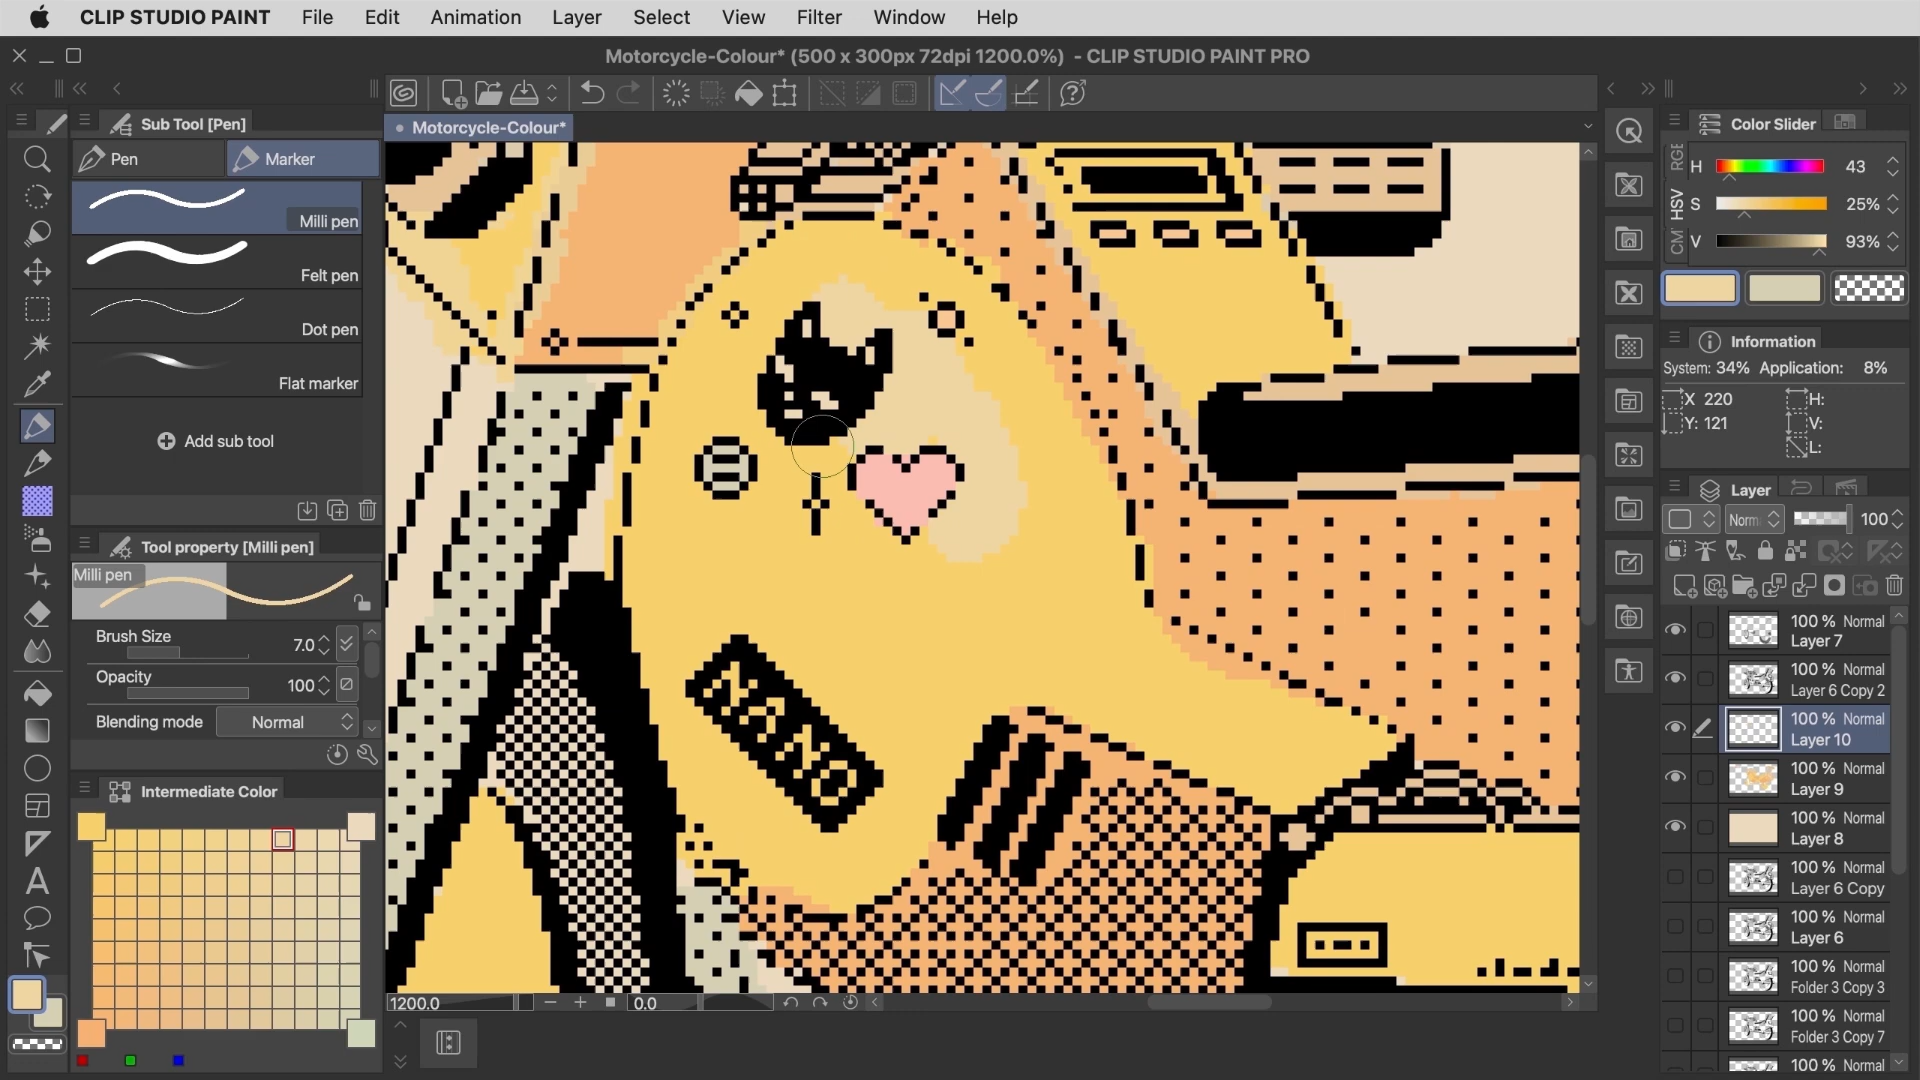 CLIP STUDIO PAINT File Edit Animation Layer Select View Filter Window Help
Motorcycle-Colour* (500 x 300px 72dpi 1200.0%) - CLIP STUDIO PAINT PRO
Sub Tool [Pen]
Pen Marker
Milli pen
Felt pen
Dot pen
Flat marker
Add sub tool
Tool property [Milli pen]
Milli pen
Brush Size 7.0
Opacity 100
Blending mode Normal
Intermediate Color
Motorcycle-Colour*
NANO
1200.0 0.0
Color Slider
HSV
H 43
S 25%
V 93%
Information
System: 34% Application: 8%
X 220 H:
Y: 121 V:
L:
Layer
Norm 100
100 % Normal
Layer 7
100 % Normal
Layer 6 Copy 2
100 % Normal
Layer 10
100 % Normal
Layer 9
100 % Normal
Layer 8
100 % Normal
Layer 6 Copy
100 % Normal
Layer 6
100 % Normal
Folder 3 Copy 3
100 % Normal
Folder 3 Copy 7
100 % Normal